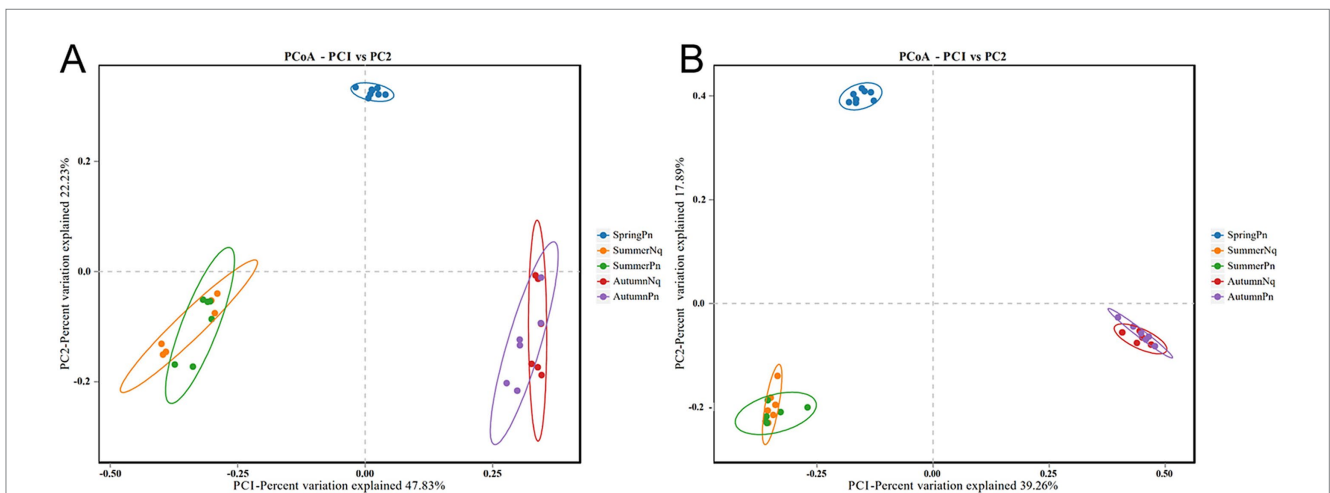 A
PCoA - PC1 vs PC2
PC2-Percent variation explained 22.23%
0.2
0.0
-0.2
-0.50
-0.25
0.00
0.25
PC1-Percent variation explained 47.83%
SpringPn
SummerNq
SummerPn
AutumnNq
AutumnPn
B
PCoA - PC1 vs PC2
PC2-Percent variation explained 17.89%
0.4
0.2
0.0
-0.2
-0.25
0.00
0.25
0.50
PC1-Percent variation explained 39.26%
SpringPn
SummerNq
SummerPn
AutumnNq
AutumnPn